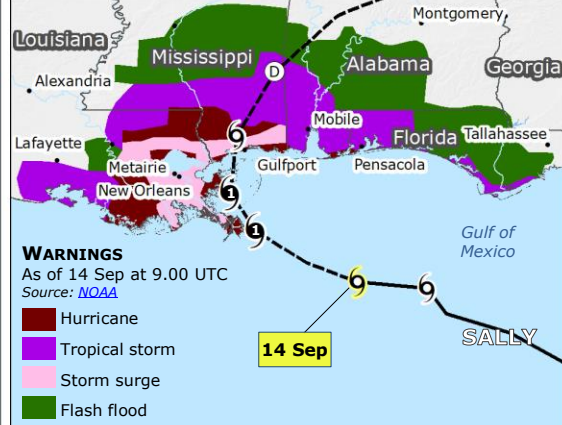 Montgomery
Louisiana
Mississippi
D
Alabama
Georgia
Alexandria
Mobile
Florida
Tallahassee
Lafayette
Metairie
Gulfport
Pensacola
New Orleans
1
1
Gulf of
Mexico
WARNINGS
As of 14 Sep at 9.00 UTC
Source: NOAA
Hurricane
Tropical storm
Storm surge
Flash flood
14 Sep
SALLY